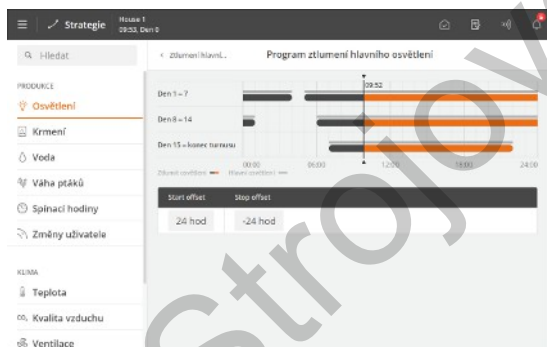 Strategie
House 1
09:53, Den 0
Hledat
Ztlumení hlavní...
Program ztlumení hlavního osvětlení
PRODUKCE
Osvětlení
Krmení
Voda
Váha ptáků
Spínací hodiny
Změny uživatele
KLIMA
Teplota
CO₂ Kvalita vzduchu
Ventilace
09:52
Den 1 – 7
Den 8 – 14
Den 15 – konec turnusu
00:00 06:00 12:00 18:00 24:00
Hlavní osvětlení
Start offset Stop offset
24 hod -24 hod
Strojov